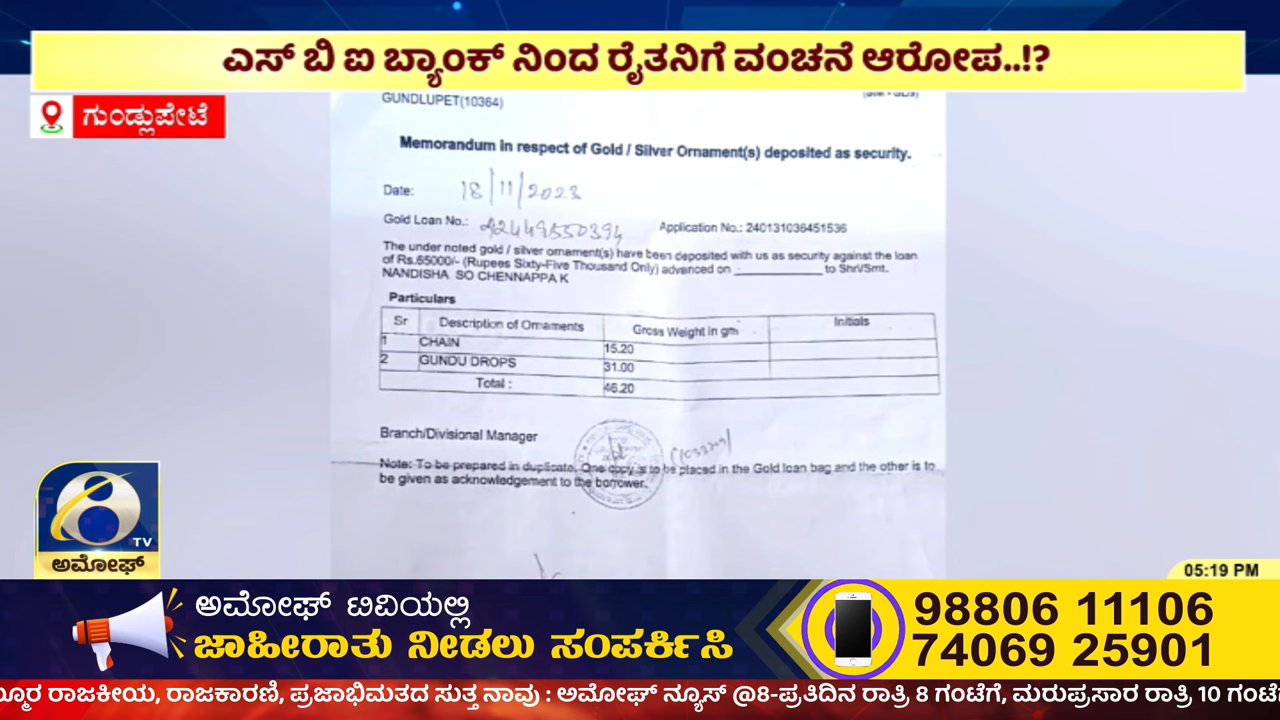 ಎಸ್ ಬಿ ಐ ಬ್ಯಾಂಕ್ ನಿಂದ ರೈತನಿಗೆ ವಂಚನೆ ಆರೋಪ..!?
ಗುಂಡ್ಲುಪೇಟೆ
GUNDLUPET(10364)
Memorandum in respect of Gold / Silver Ornament(s) deposited as security.
Date: 18/11/2023
Gold Loan No.: 42449550394 Application No.: 240131036451536
The under noted gold / silver ornament(s) have been deposited with us as security against the loan
of Rs.65000/- (Rupees Sixty-Five Thousand Only) advanced on ____________ to Shri/Smt.
NANDISHA SO CHENNAPPA K
Particulars
Sr Description of Ornaments Gross Weight in gm Initials
1 CHAIN 15.20
2 GUNDU DROPS 31.00
Total : 46.20
Branch/Divisional Manager
Note: To be prepared in duplicate. One copy is to be placed in the Gold loan bag and the other is to
be given as acknowledgement to the borrower.
8 TV
ಅಮೋಘ್
05:19 PM
ಅಮೋಘ್ ಟಿವಿಯಲ್ಲಿ
ಜಾಹೀರಾತು ನೀಡಲು ಸಂಪರ್ಕಿಸಿ
98806 11106
74069 25901
ರಾಜಕೀಯ, ರಾಜಕಾರಣಿ, ಪ್ರಜಾಭಿಮತದ ಸುತ್ತ ನಾವು : ಅಮೋಘ್ ನ್ಯೂಸ್ @8-ಪ್ರತಿದಿನ ರಾತ್ರಿ 8 ಗಂಟೆಗೆ, ಮರುಪ್ರಸಾರ ರಾತ್ರಿ 10 ಗಂಟೆಗೆ